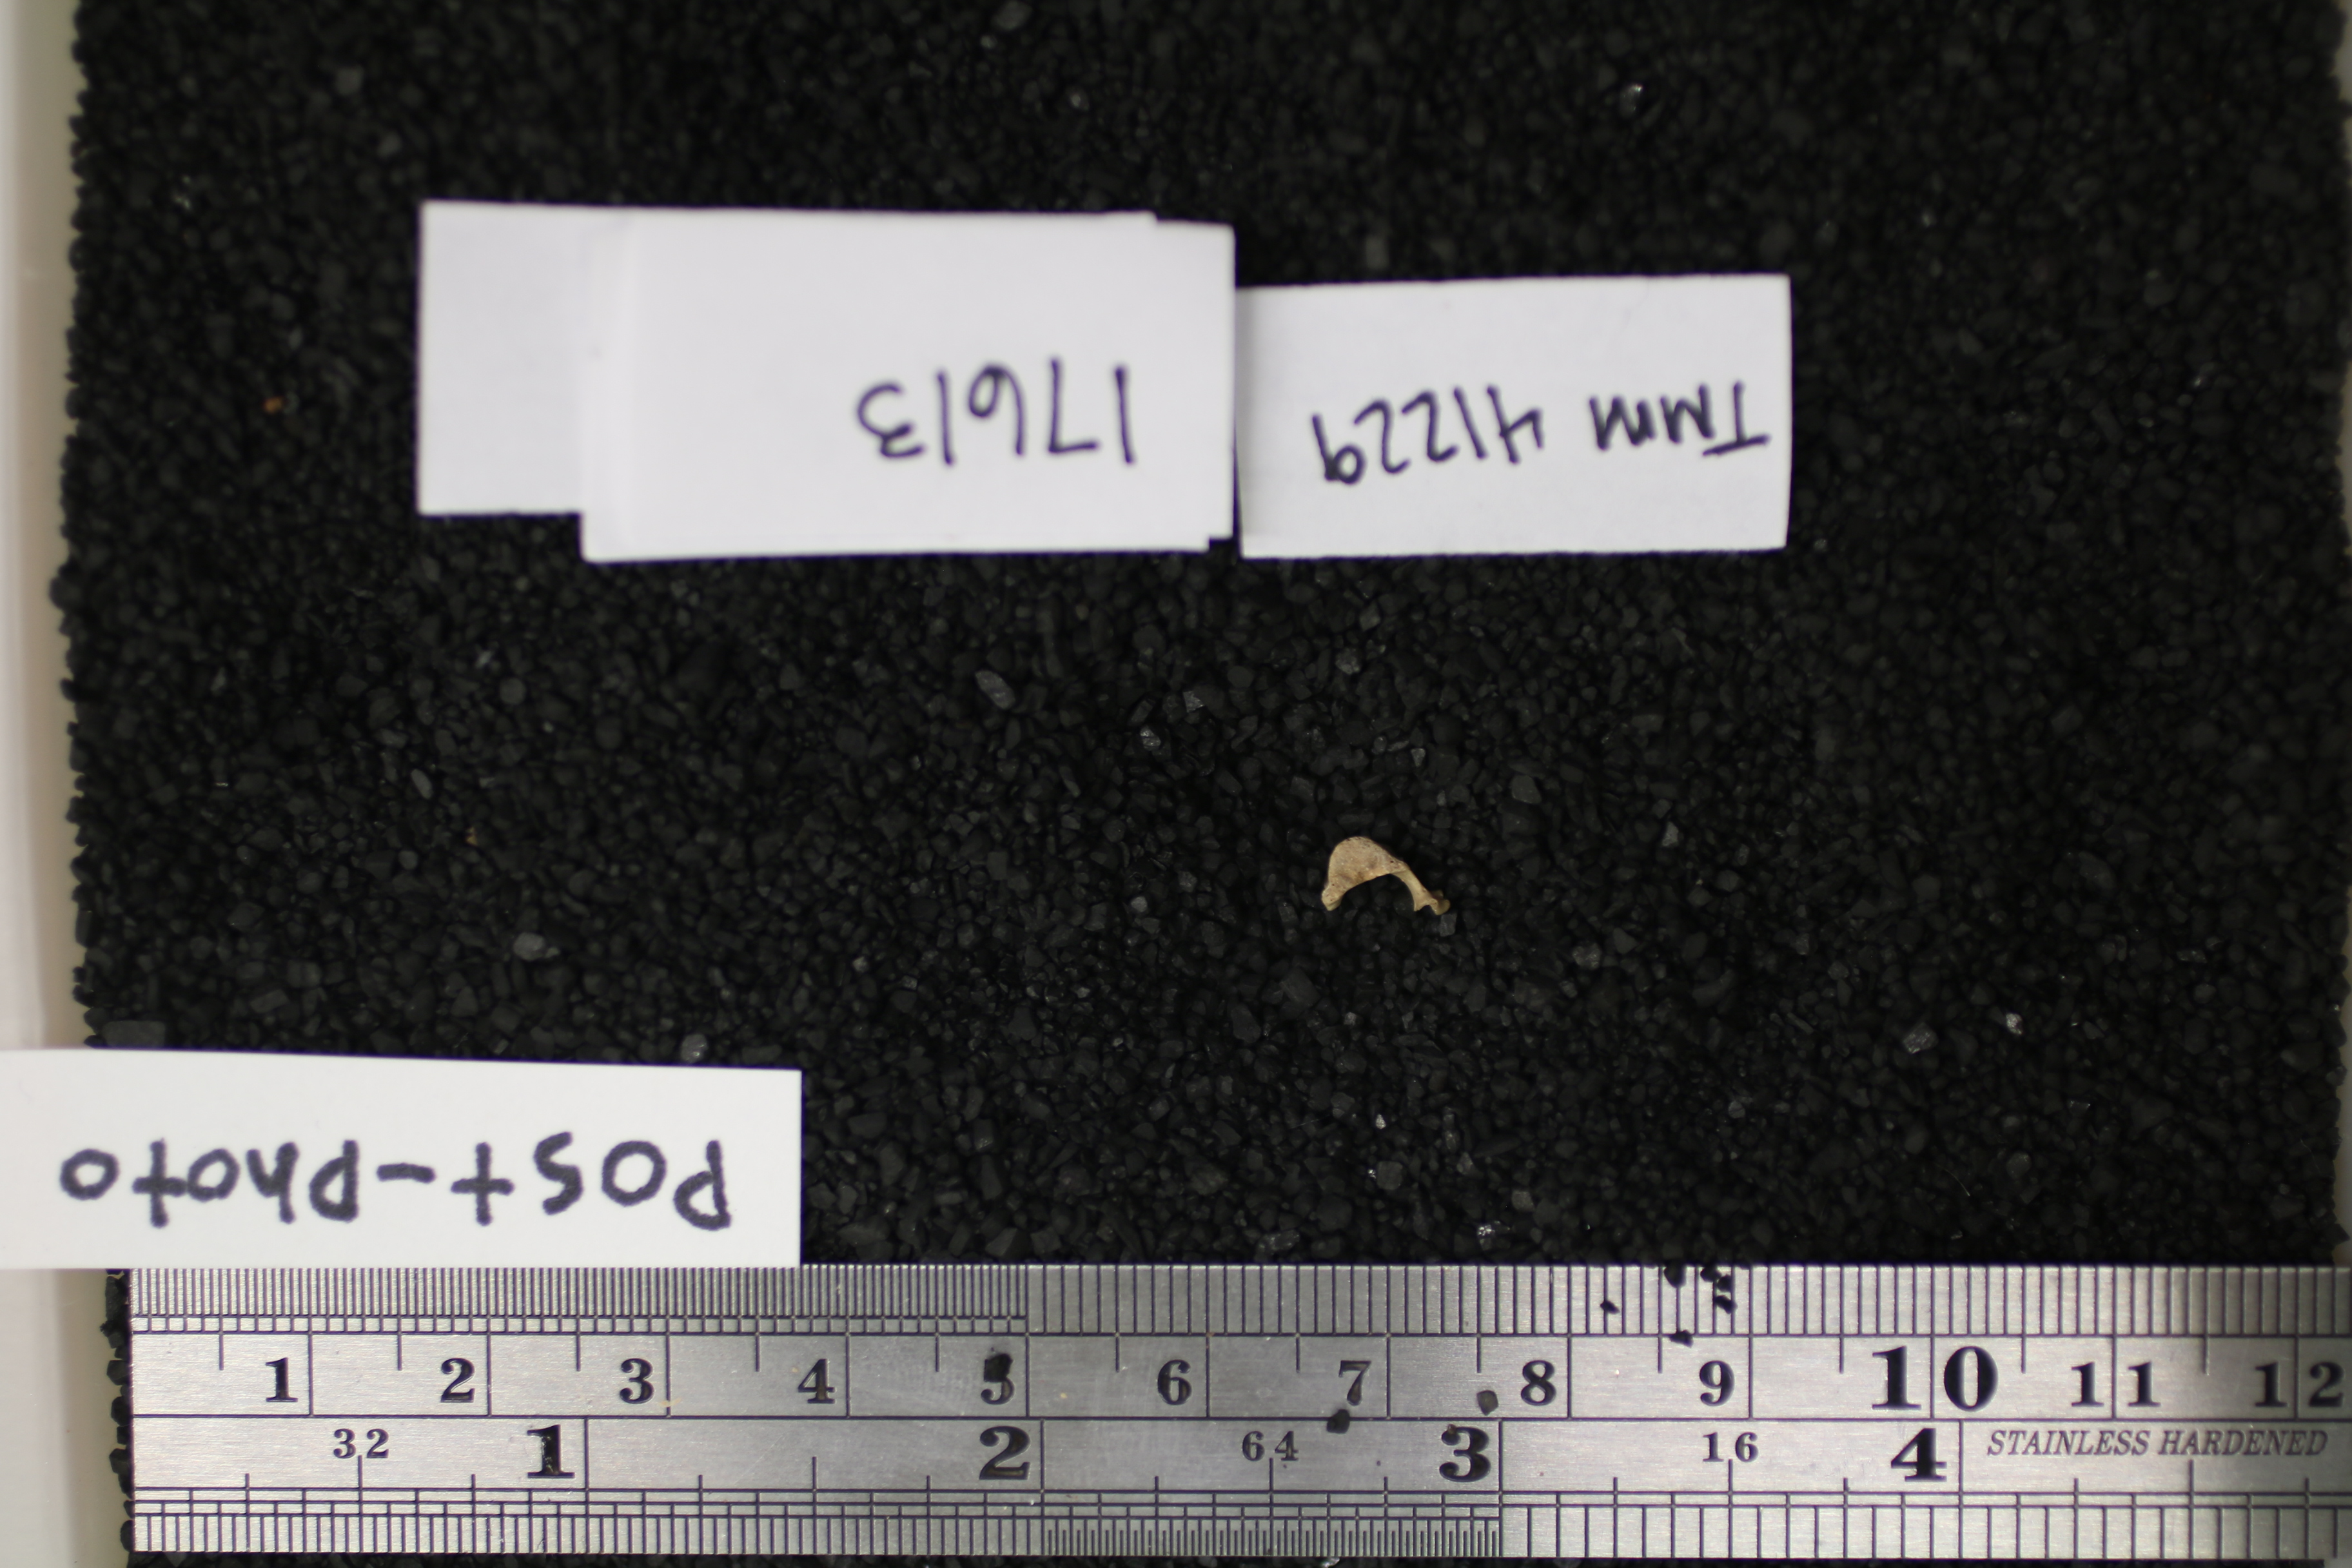 TMM 41229
17613
Post-Photo
1 2 3 4 5 6 7 8 9 10 11 12
32 1 2 64 3 16 4 STAINLESS HARDENED